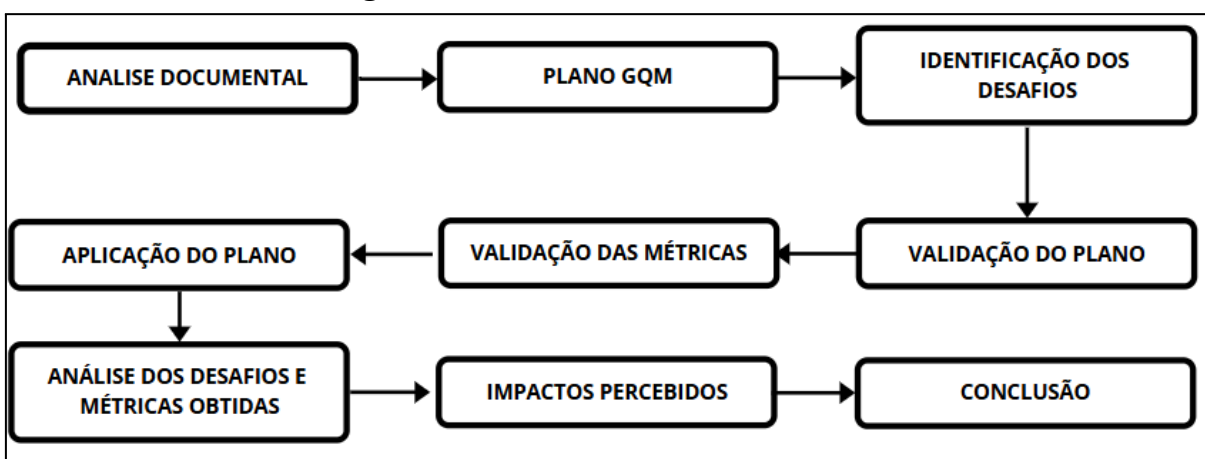 ANALISE DOCUMENTAL
PLANO GQM
IDENTIFICAÇÃO DOS
DESAFIOS
VALIDAÇÃO DO PLANO
VALIDAÇÃO DAS MÉTRICAS
APLICAÇÃO DO PLANO
ANÁLISE DOS DESAFIOS E
MÉTRICAS OBTIDAS
IMPACTOS PERCEBIDOS
CONCLUSÃO